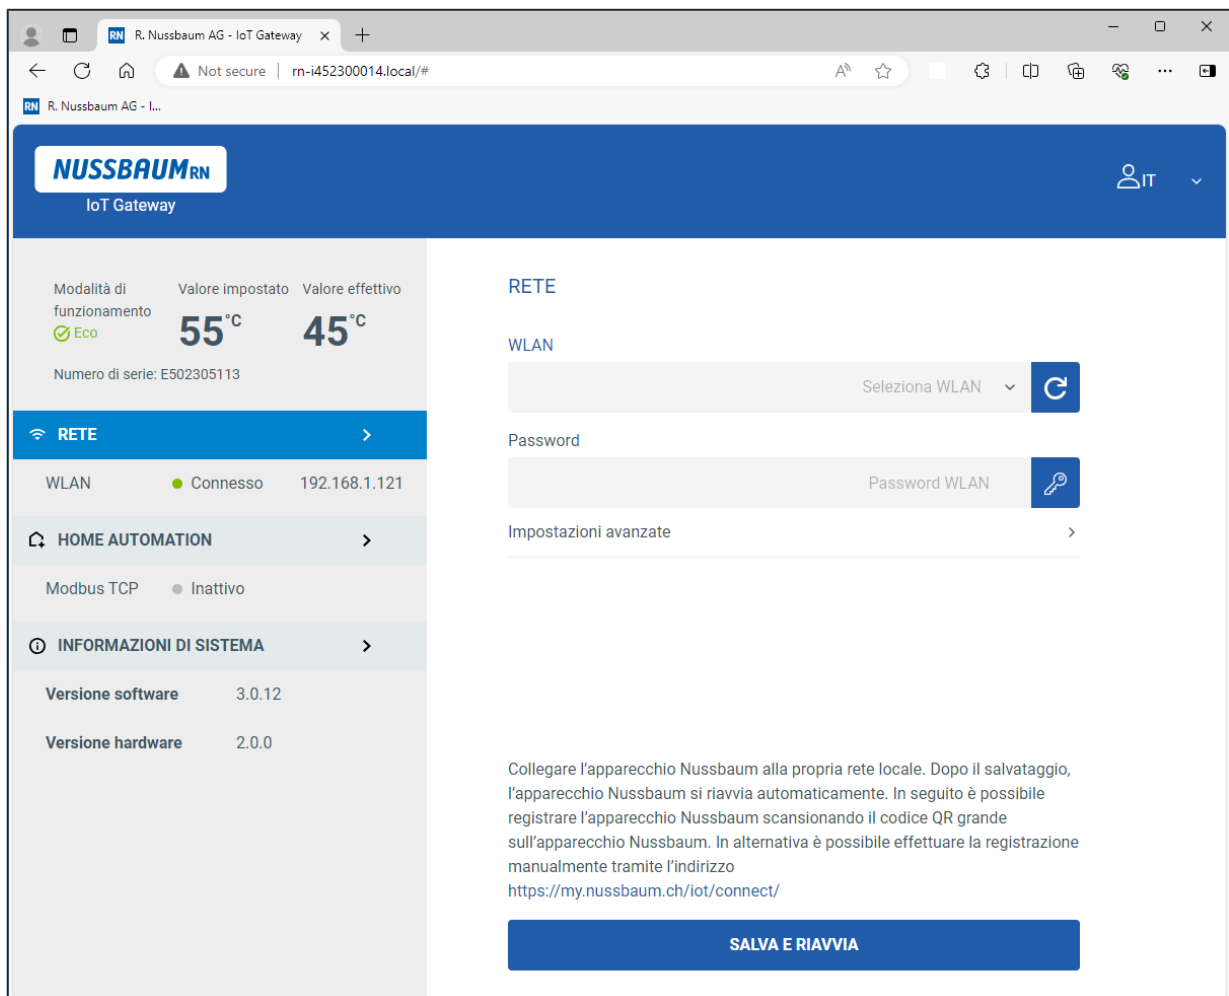 RN R. Nussbaum AG - IoT Gateway
Not secure rn-i452300014.local/#
RN R. Nussbaum AG - I...
NUSSBAUM RN
IoT Gateway
IT
Modalità di funzionamento
Eco
Valore impostato
55°C
Valore effettivo
45°C
Numero di serie: E502305113
RETE
WLAN Connesso 192.168.1.121
HOME AUTOMATION
Modbus TCP Inattivo
INFORMAZIONI DI SISTEMA
Versione software 3.0.12
Versione hardware 2.0.0
RETE
WLAN
Seleziona WLAN
Password
Password WLAN
Impostazioni avanzate
Collegare l'apparecchio Nussbaum alla propria rete locale. Dopo il salvataggio,
l'apparecchio Nussbaum si riavvia automaticamente. In seguito è possibile
registrare l'apparecchio Nussbaum scansionando il codice QR grande
sull'apparecchio Nussbaum. In alternativa è possibile effettuare la registrazione
manualmente tramite l'indirizzo
https://my.nussbaum.ch/iot/connect/
SALVA E RIAVVIA